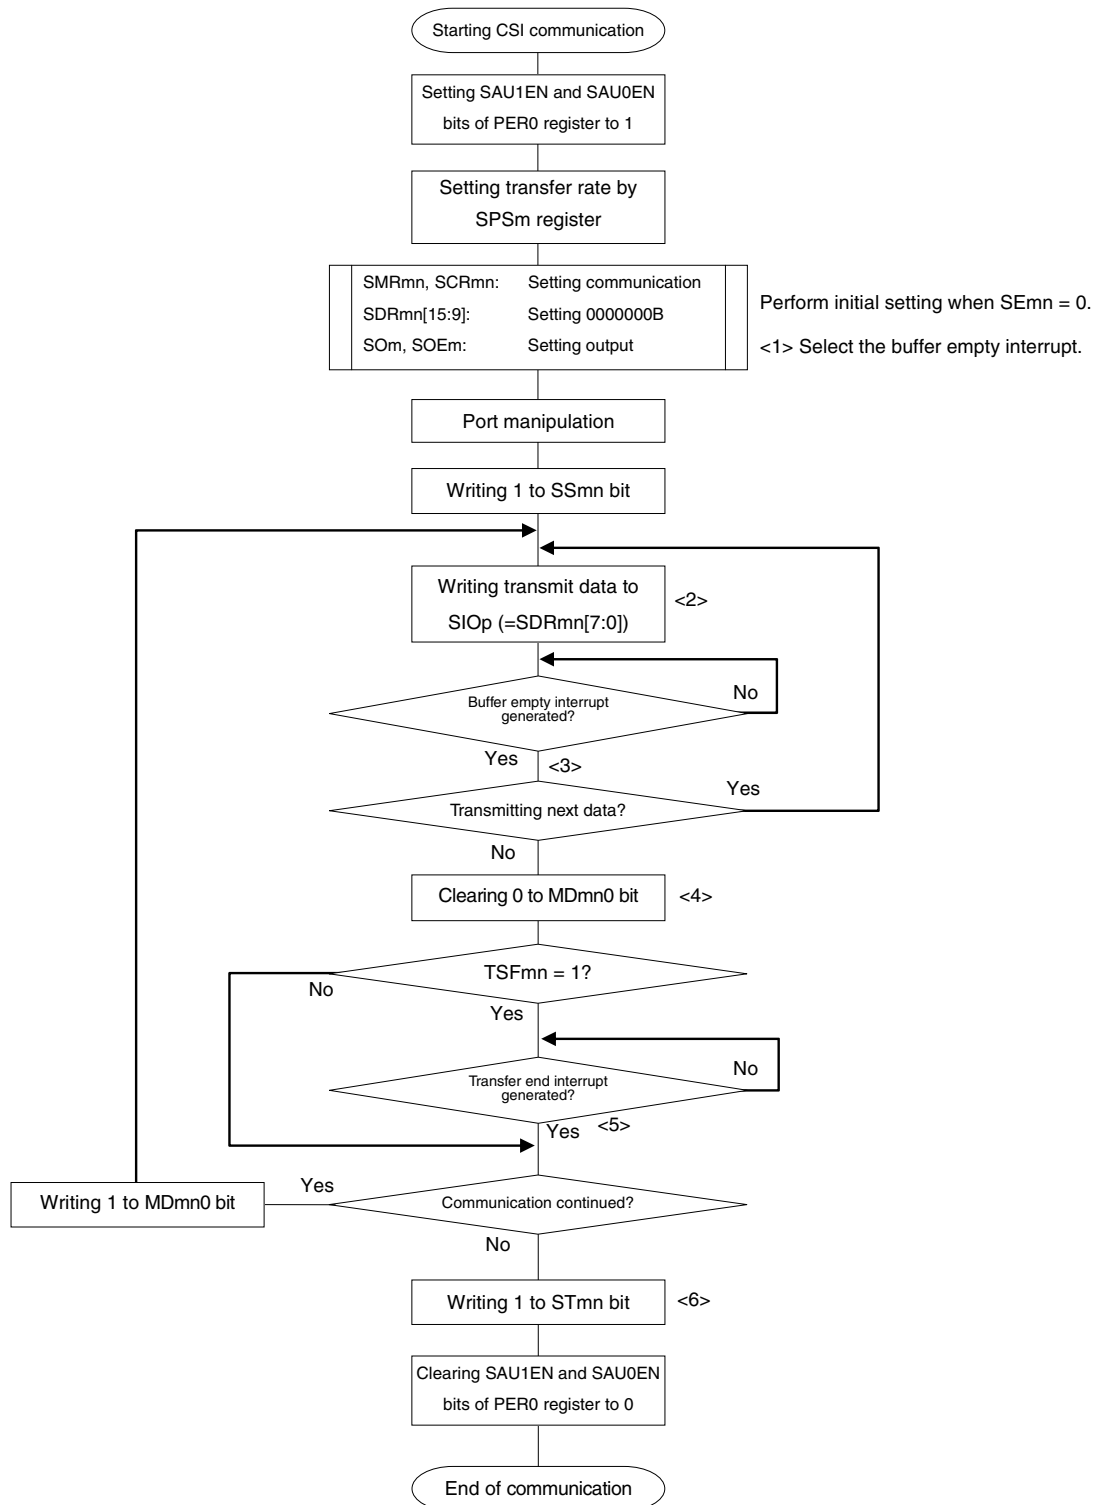 Starting CSI communication
Setting SAU1EN and SAU0EN
bits of PER0 register to 1
Setting transfer rate by
SPSm register
SMRmn, SCRmn: Setting communication
SDRmn[15:9]: Setting 0000000B
SOm, SOEm: Setting output
Perform initial setting when SEmn = 0.
<1> Select the buffer empty interrupt.
Port manipulation
Writing 1 to SSmn bit
Writing transmit data to
SIOp (=SDRmn[7:0])
<2>
Buffer empty interrupt
generated?
No
Yes
<3>
Transmitting next data?
Yes
No
Clearing 0 to MDmn0 bit
<4>
TSFmn = 1?
No
Yes
Transfer end interrupt
generated?
No
Yes
<5>
Communication continued?
Yes
Writing 1 to MDmn0 bit
No
Writing 1 to STmn bit
<6>
Clearing SAU1EN and SAU0EN
bits of PER0 register to 0
End of communication